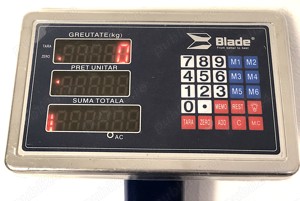 GREUTATE(kg)
Blade®
TARA
ZERO
0
PRET UNITAR
7 8 9 M1 M2
4 5 6 M3 M4
1 2 3 M5 M6
SUMA TOTALA
0 • MEMO REST
TARA ZERO ADD C M.C
AC